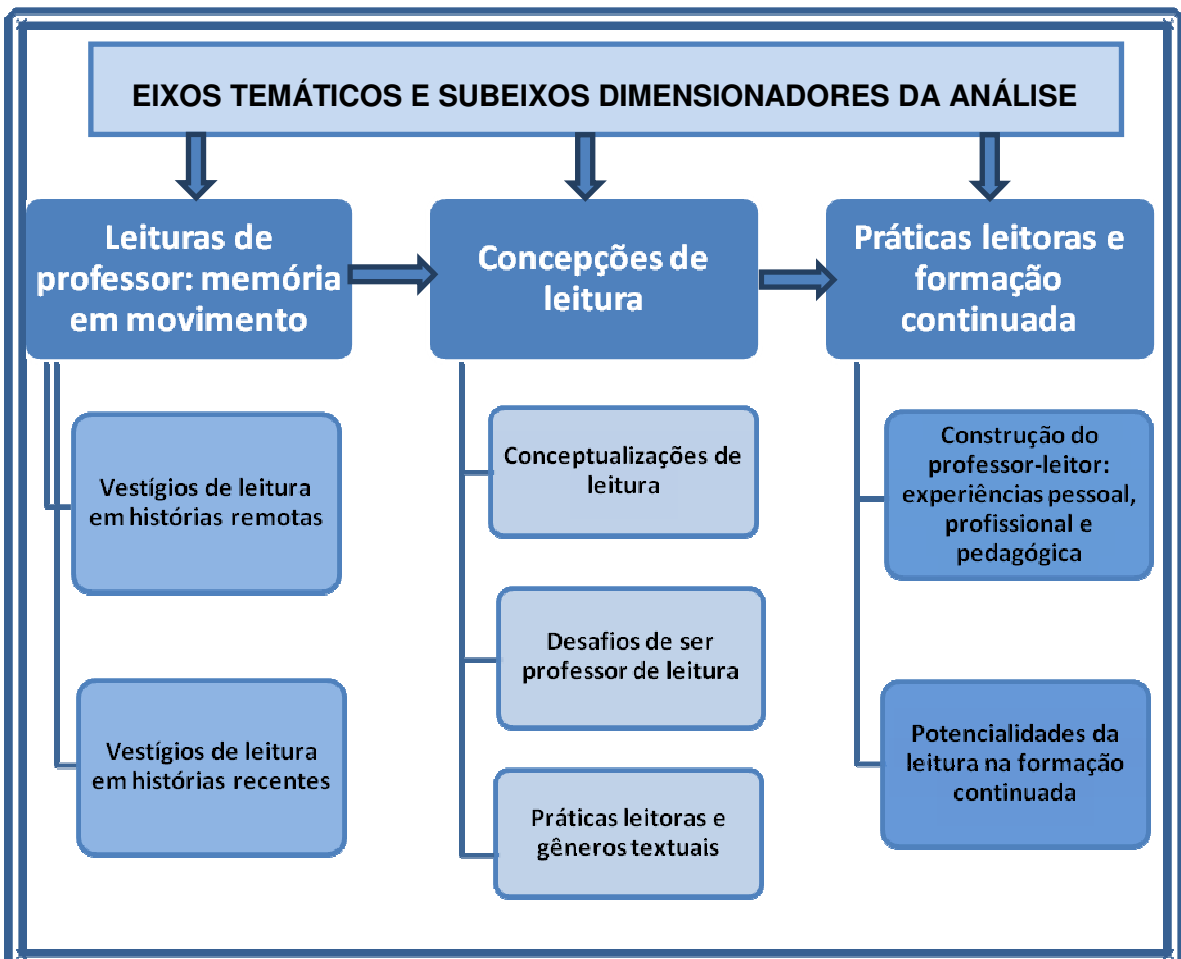 EIXOS TEMÁTICOS E SUBEIXOS DIMENSIONADORES DA ANÁLISE
Leituras de
professor: memória
em movimento
Vestígios de leitura
em histórias remotas
Vestígios de leitura
em histórias recentes
Concepções de
leitura
Conceptualizações de
leitura
Desafios de ser
professor de leitura
Práticas leitoras e
gêneros textuais
Práticas leitoras e
formação
continuada
Construção do
professor-leitor:
experiências pessoal,
profissional e
pedagógica
Potencialidades da
leitura na formação
continuada